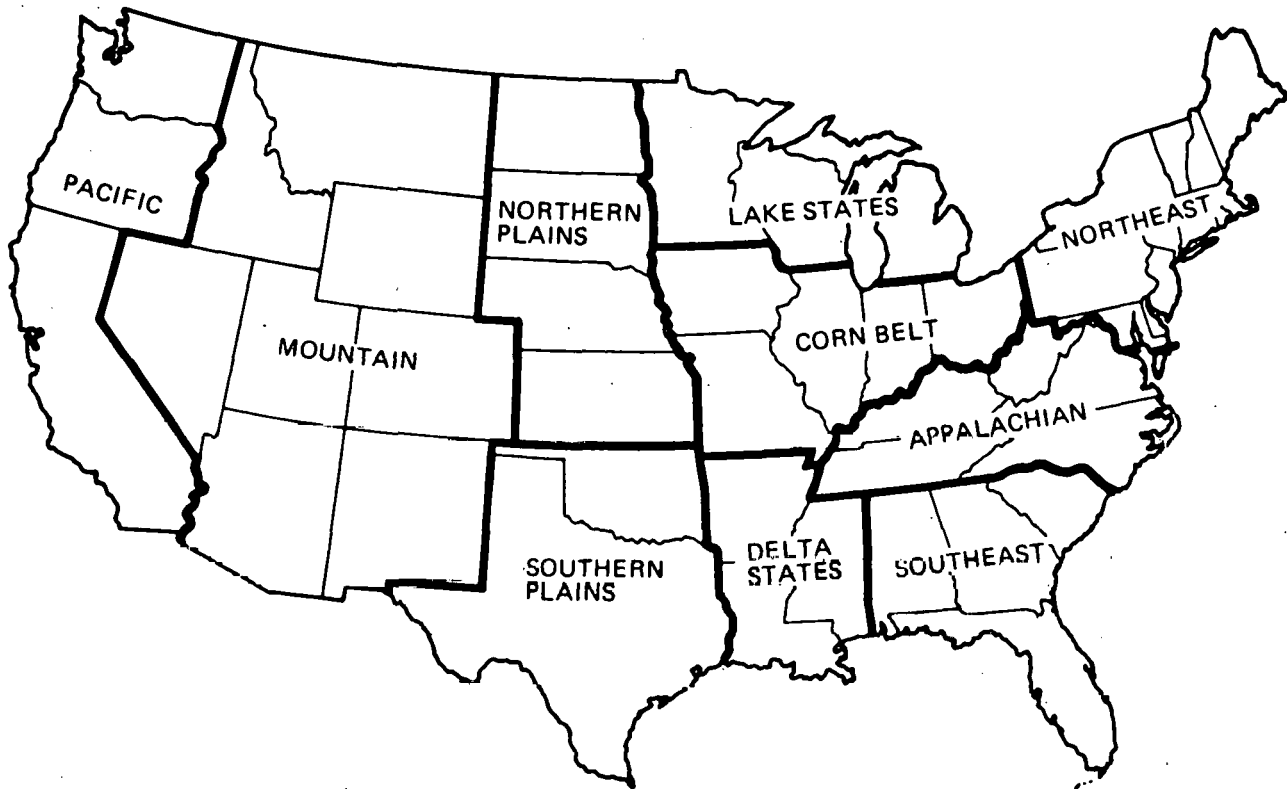 PACIFIC
NORTHERN
PLAINS
LAKE STATES
NORTHEAST
MOUNTAIN
CORN BELT
APPALACHIAN
SOUTHERN
PLAINS
DELTA
STATES
SOUTHEAST